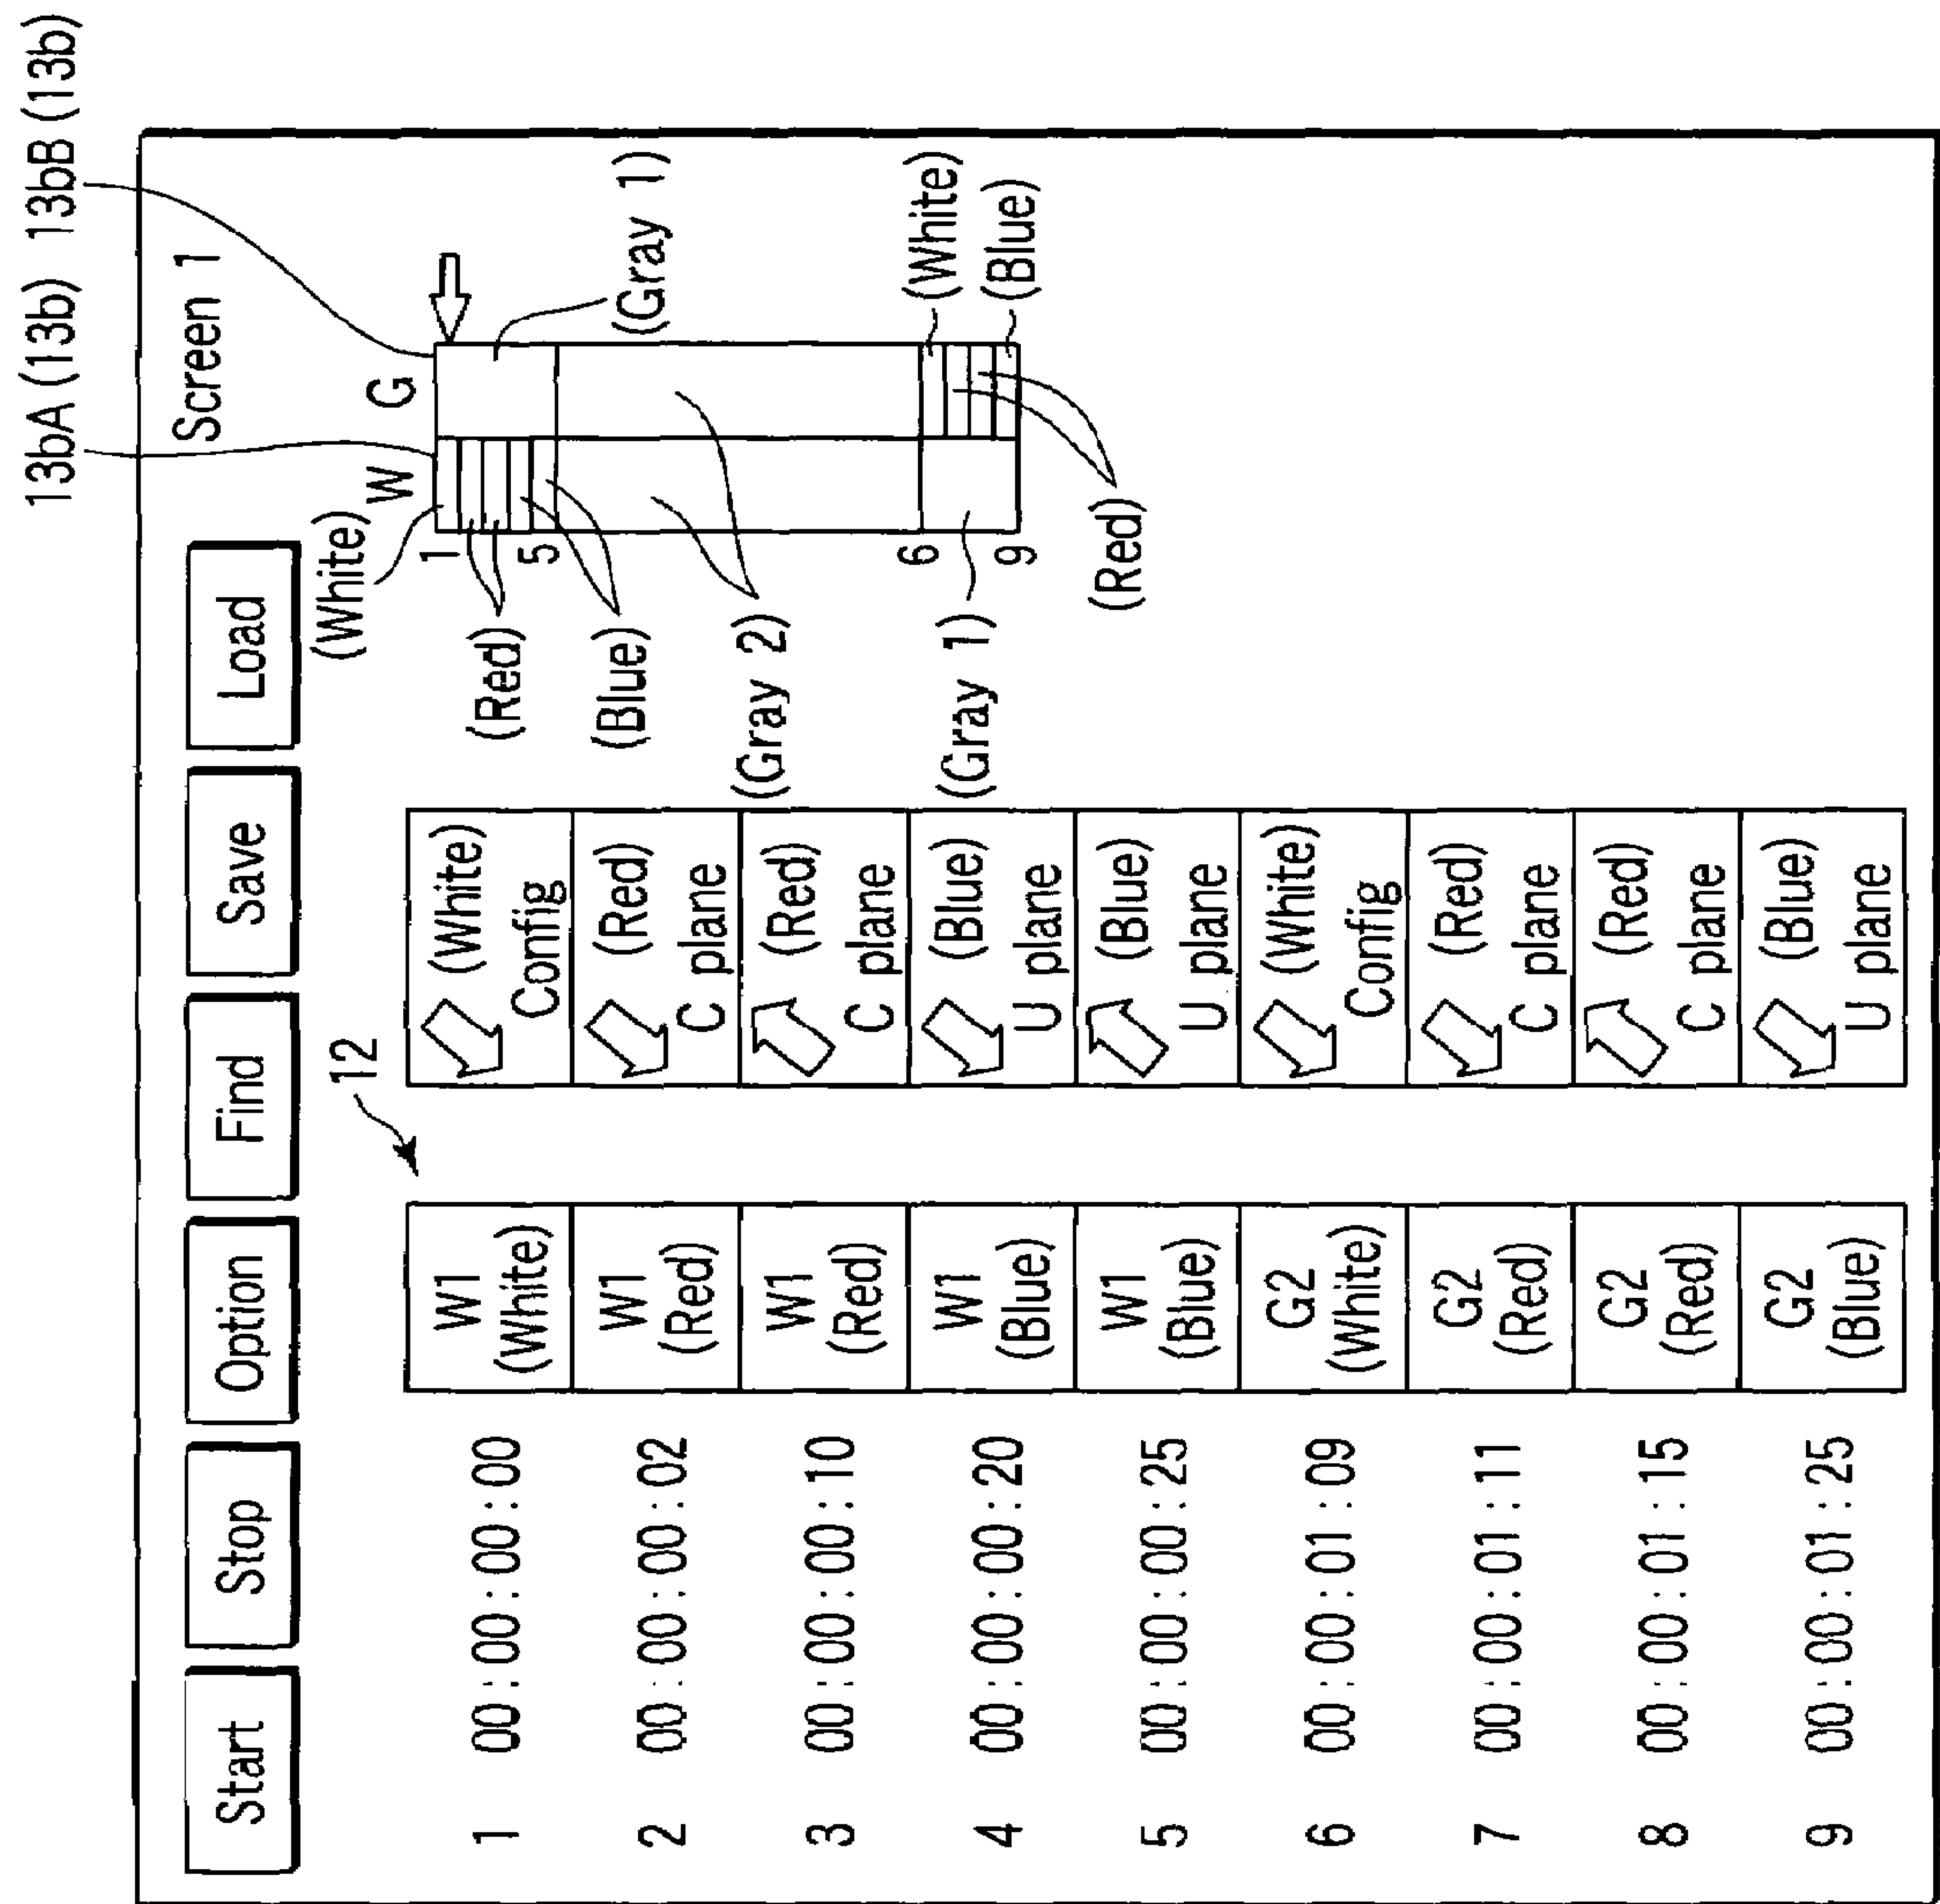 13bA (13b) 13bB (13b)
Screen 1
Start
Stop
Option
Find
Save
Load
12
1 00:00:00:00 W1 (White) (White) Config
2 00:00:00:02 W1 (Red) (Red) C plane
3 00:00:00:10 W1 (Red) (Red) C plane
4 00:00:00:20 W1 (Blue) (Blue) U plane
5 00:00:00:25 W1 (Blue) (Blue) U plane
6 00:00:01:09 G2 (White) (White) Config
7 00:00:01:11 G2 (Red) (Red) C plane
8 00:00:01:15 G2 (Red) (Red) C plane
9 00:00:01:25 G2 (Blue) (Blue) U plane
W G
(White)
1
(Red)
5
(Blue)
(Gray 2)
(Gray 1)
6
9
(Gray 1)
(White)
(Blue)
(Red)